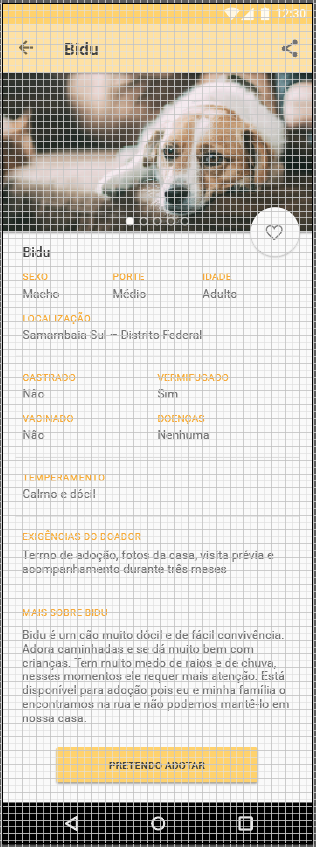 12:30
Bidu
Bidu
SEXO PORTE IDADE
Macho Médio Adulto
LOCALIZAÇÃO
Samambaia Sul – Distrito Federal
CASTRADO VERMIFUGADO
Não Sim
VACINADO DOENÇAS
Não Nenhuma
TEMPERAMENTO
Calmo e dócil
EXIGÊNCIAS DO DOADOR
Termo de adoção, fotos da casa, visita prévia e
acompanhamento durante três meses
MAIS SOBRE BIDU
Bidu é um cão muito dócil e de fácil convivência.
Adora caminhadas e se dá muito bem com
crianças. Tem muito medo de raios e de chuva,
nesses momentos ele requer mais atenção. Está
disponível para adoção pois eu e minha família o
encontramos na rua e não podemos mantê-lo em
nossa casa.
PRETENDO ADOTAR